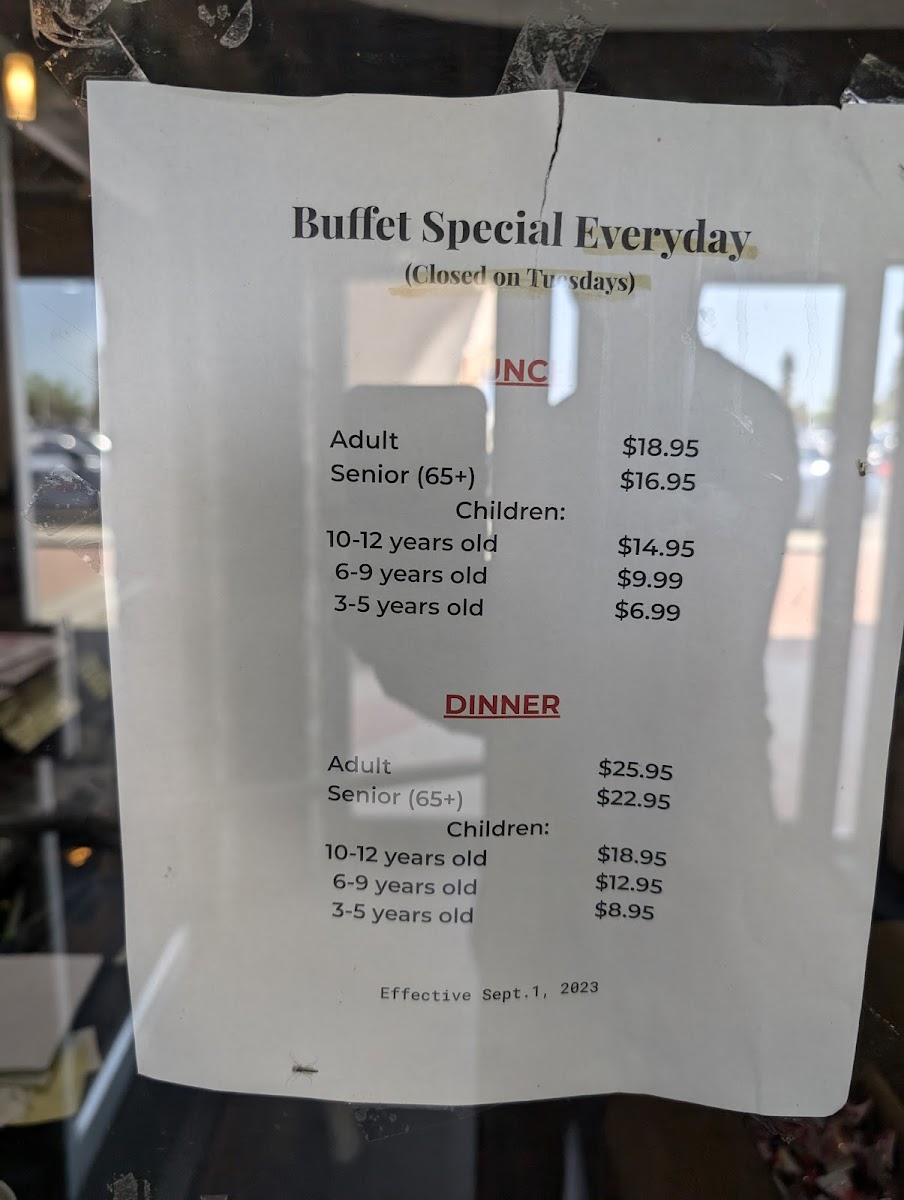 Buffet Special Everyday
(Closed on Tuesdays)
LUNCH
Adult $18.95
Senior (65+) $16.95
Children:
10-12 years old $14.95
6-9 years old $9.99
3-5 years old $6.99
DINNER
Adult $25.95
Senior (65+) $22.95
Children:
10-12 years old $18.95
6-9 years old $12.95
3-5 years old $8.95
Effective Sept.1, 2023